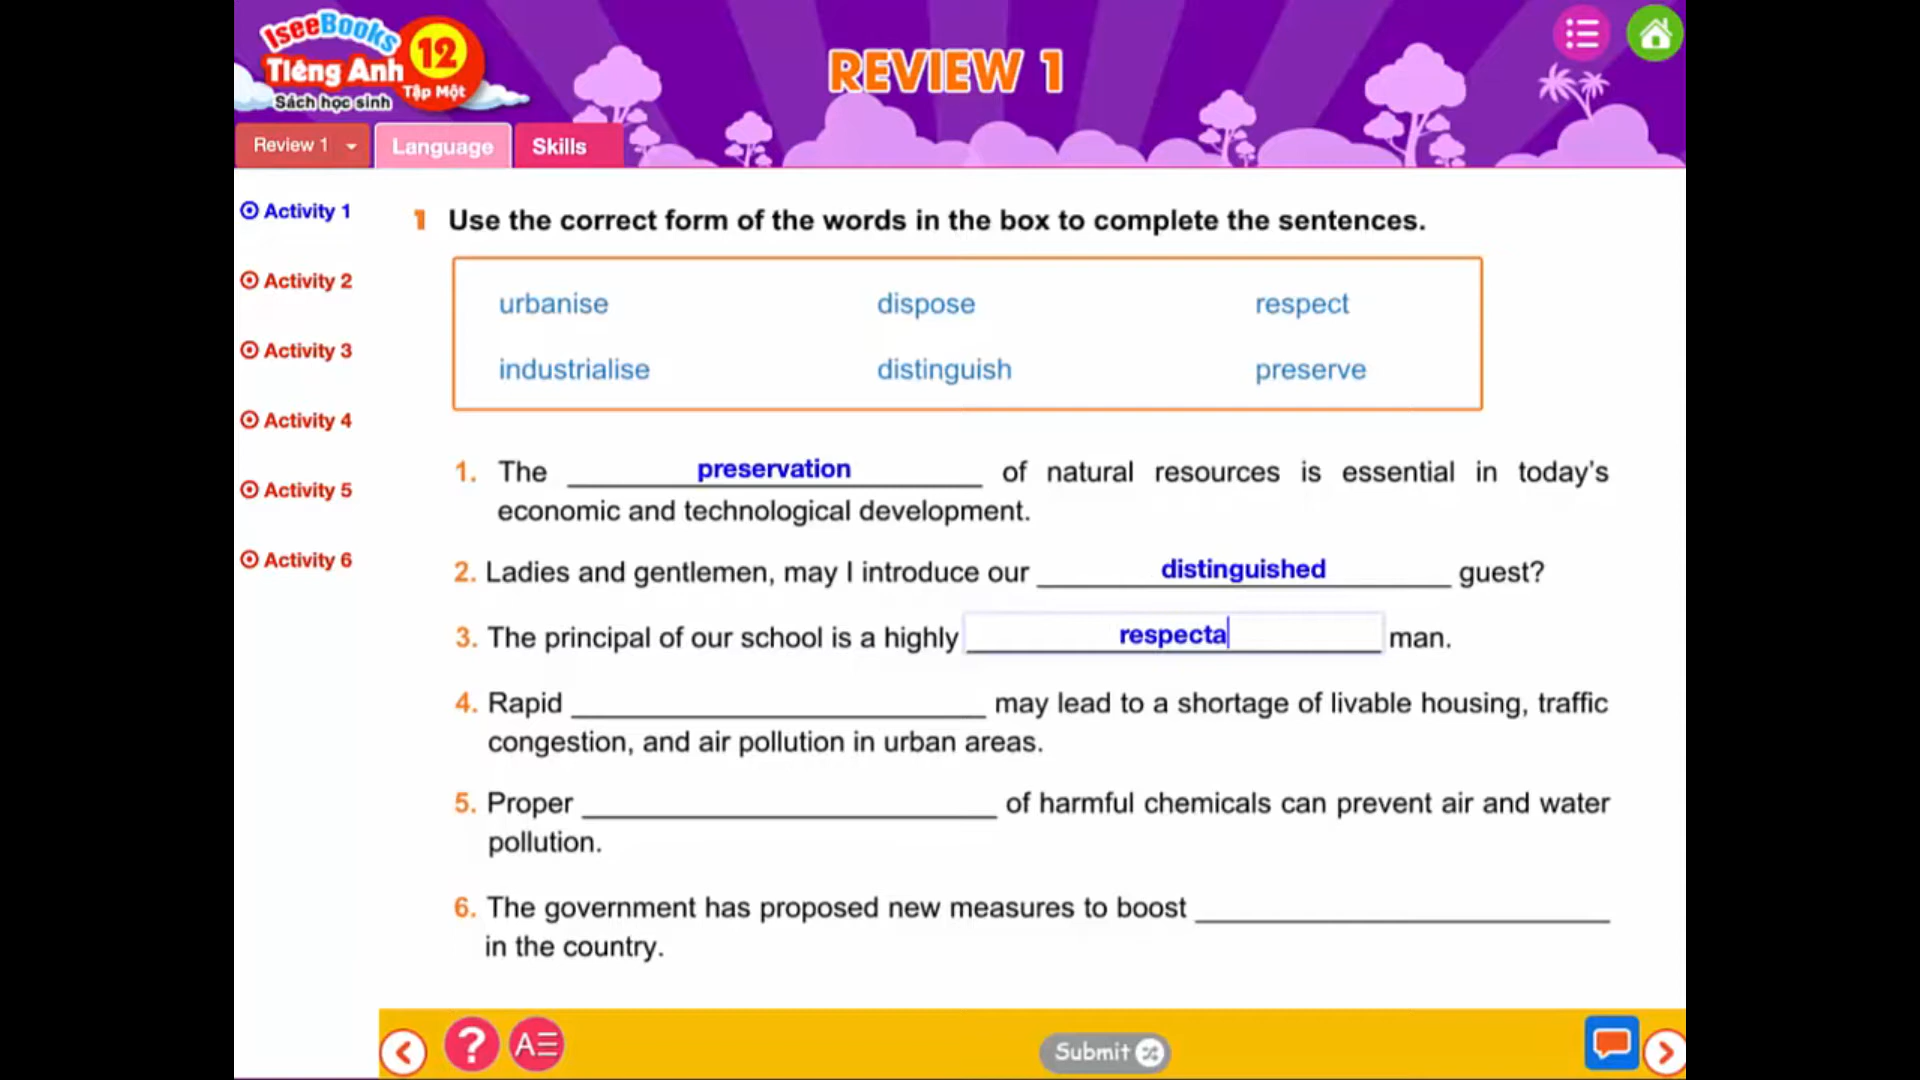 IseeBooks
Tiếng Anh 12
Sách học sinh Tập Một
REVIEW 1
Review 1
Language
Skills
Activity 1
Activity 2
Activity 3
Activity 4
Activity 5
Activity 6
1 Use the correct form of the words in the box to complete the sentences.
urbanise dispose respect
industrialise distinguish preserve
1. The preservation of natural resources is essential in today's
economic and technological development.
2. Ladies and gentlemen, may I introduce our distinguished guest?
3. The principal of our school is a highly respecta man.
4. Rapid ____ may lead to a shortage of livable housing, traffic
congestion, and air pollution in urban areas.
5. Proper ____ of harmful chemicals can prevent air and water
pollution.
6. The government has proposed new measures to boost ____
in the country.
? A
Submit